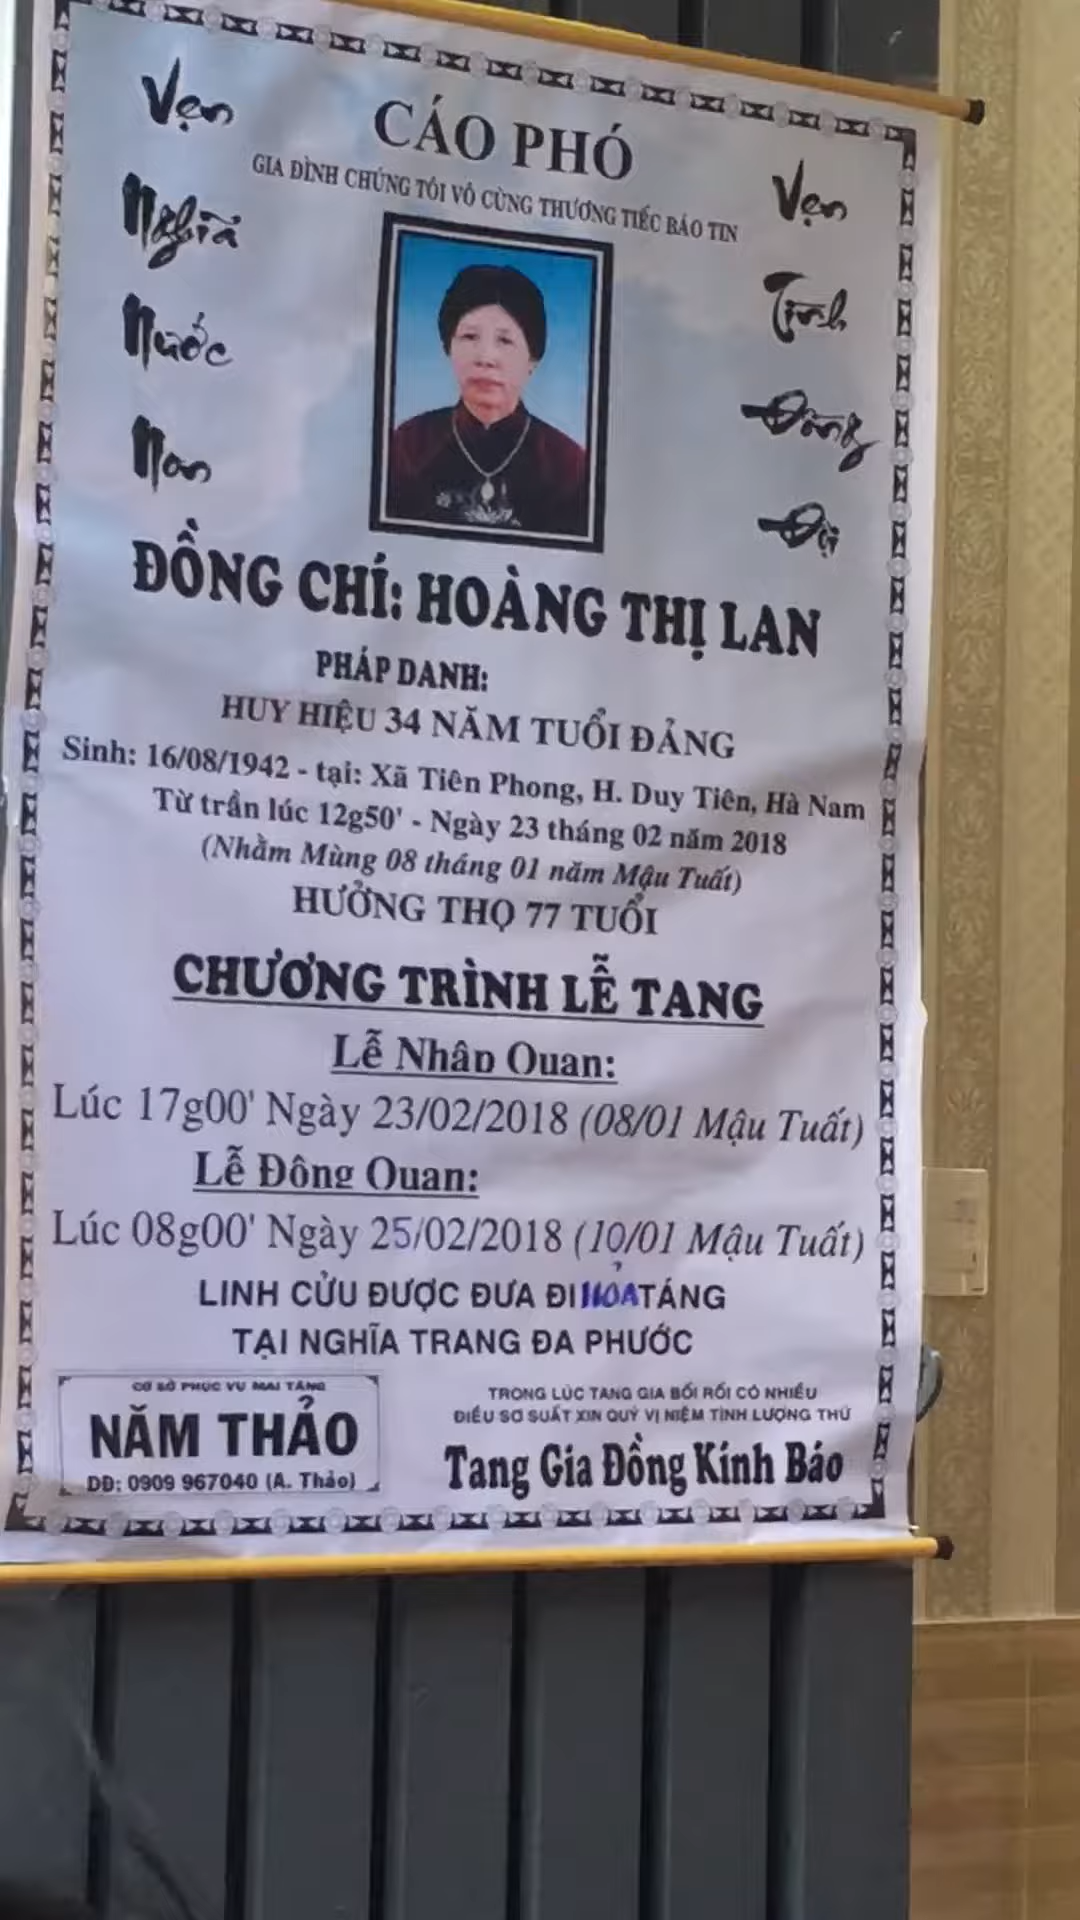 CÁO PHÓ
GIA ĐÌNH CHÚNG TÔI VÔ CÙNG THƯƠNG TIẾC BÁO TIN
Vẹn
Nghĩa
Nước
Non
Vẹn
Tình
Đồng
Đội
ĐỒNG CHÍ: HOÀNG THỊ LAN
PHÁP DANH:
HUY HIỆU 34 NĂM TUỔI ĐẢNG
Sinh: 16/08/1942 - tại: Xã Tiên Phong, H. Duy Tiên, Hà Nam
Từ trần lúc 12g50' - Ngày 23 tháng 02 năm 2018
(Nhằm Mùng 08 tháng 01 năm Mậu Tuất)
HƯỞNG THỌ 77 TUỔI
CHƯƠNG TRÌNH LỄ TANG
Lễ Nhập Quan:
Lúc 17g00' Ngày 23/02/2018 (08/01 Mậu Tuất)
Lễ Động Quan:
Lúc 08g00' Ngày 25/02/2018 (10/01 Mậu Tuất)
LINH CỬU ĐƯỢC ĐƯA ĐI HỎA TÁNG
TẠI NGHĨA TRANG ĐA PHƯỚC
CƠ SỞ PHỤC VỤ MAI TÁNG
NĂM THẢO
DĐ: 0909 967040 (A. Thảo)
TRONG LÚC TANG GIA BỐI RỐI CÓ NHIỀU
ĐIỀU SƠ SUẤT XIN QUÝ VỊ NIỆM TÌNH LƯỢNG THỨ
Tang Gia Đồng Kính Báo